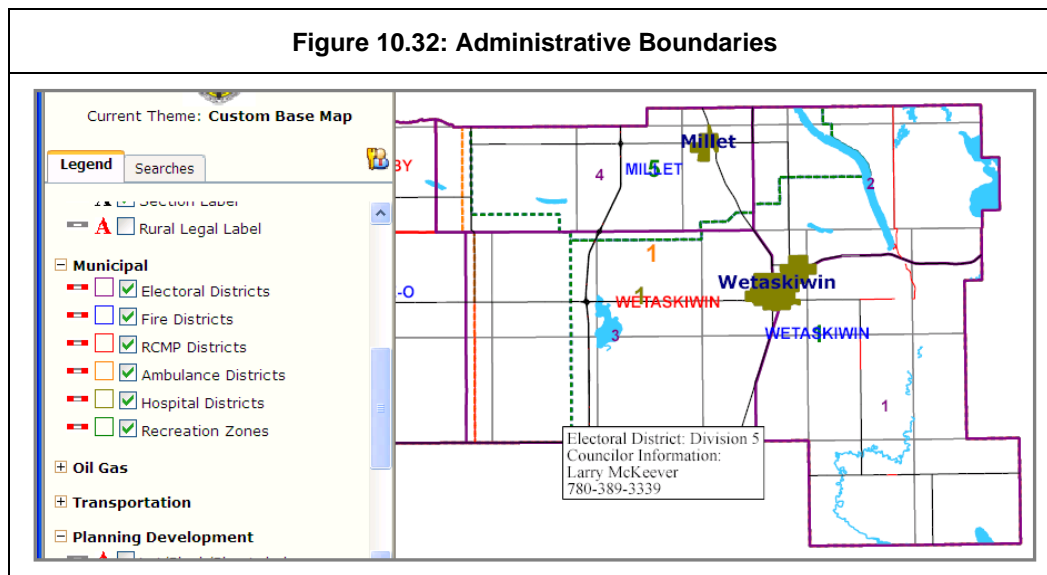 Figure 10.32: Administrative Boundaries
Current Theme: Custom Base Map
Legend
Searches
Section Label
A Rural Legal Label
Municipal
Electoral Districts
Fire Districts
RCMP Districts
Ambulance Districts
Hospital Districts
Recreation Zones
Oil Gas
Transportation
Planning Development
BY
4
MILLET
5
Millet
2
1
Wetaskiwin
-O
1
WETASKIWIN
3
WETASKIWIN
1
1
Electoral District: Division 5
Councilor Information:
Larry McKeever
780-389-3339